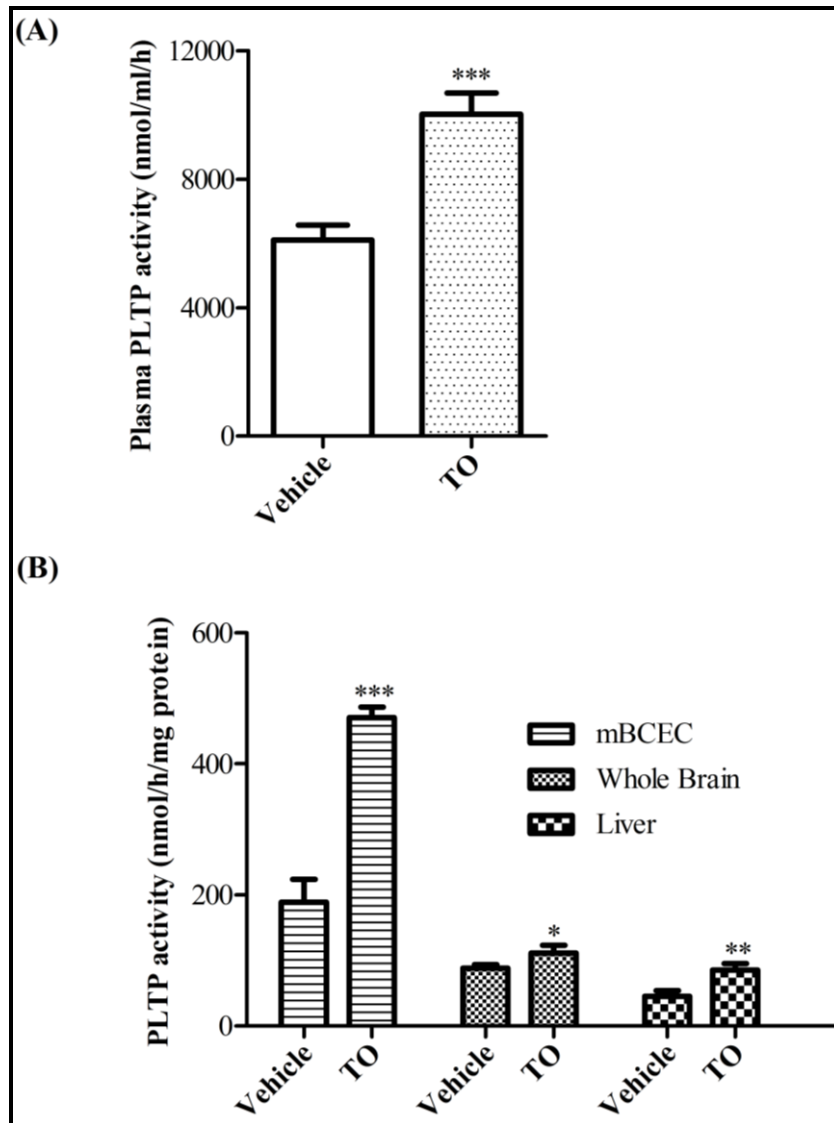 (A)
Plasma PLTP activity (nmol/ml/h)
12000
8000
4000
0
***
Vehicle
TO
(B)
PLTP activity (nmol/h/mg protein)
600
400
200
0
***
*
**
mBCEC
Whole Brain
Liver
Vehicle
TO
Vehicle
TO
Vehicle
TO